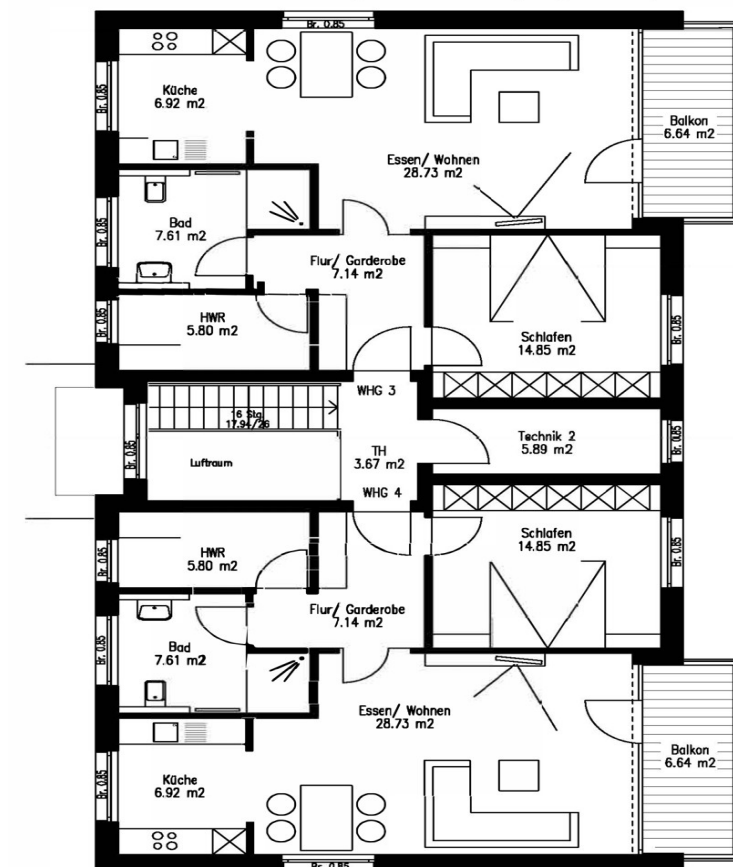 Br. 0.85
Küche
6.92 m2
Br. 0.85
Balkon
6.64 m2
Essen/ Wohnen
28.73 m2
Bad
7.61 m2
Br. 0.85
Flur/ Garderobe
7.14 m2
HWR
5.80 m2
Br. 0.85
Schlafen
14.85 m2
Br. 0.85
WHG 3
16 Stg.
17.94/26
Technik 2
5.89 m2
Br. 0.85
TH
3.67 m2
Luftraum
Br. 0.85
WHG 4
HWR
5.80 m2
Br. 0.85
Schlafen
14.85 m2
Br. 0.85
Flur/ Garderobe
7.14 m2
Bad
7.61 m2
Br. 0.85
Essen/ Wohnen
28.73 m2
Balkon
6.64 m2
Küche
6.92 m2
Br. 0.85
Br. 0.85